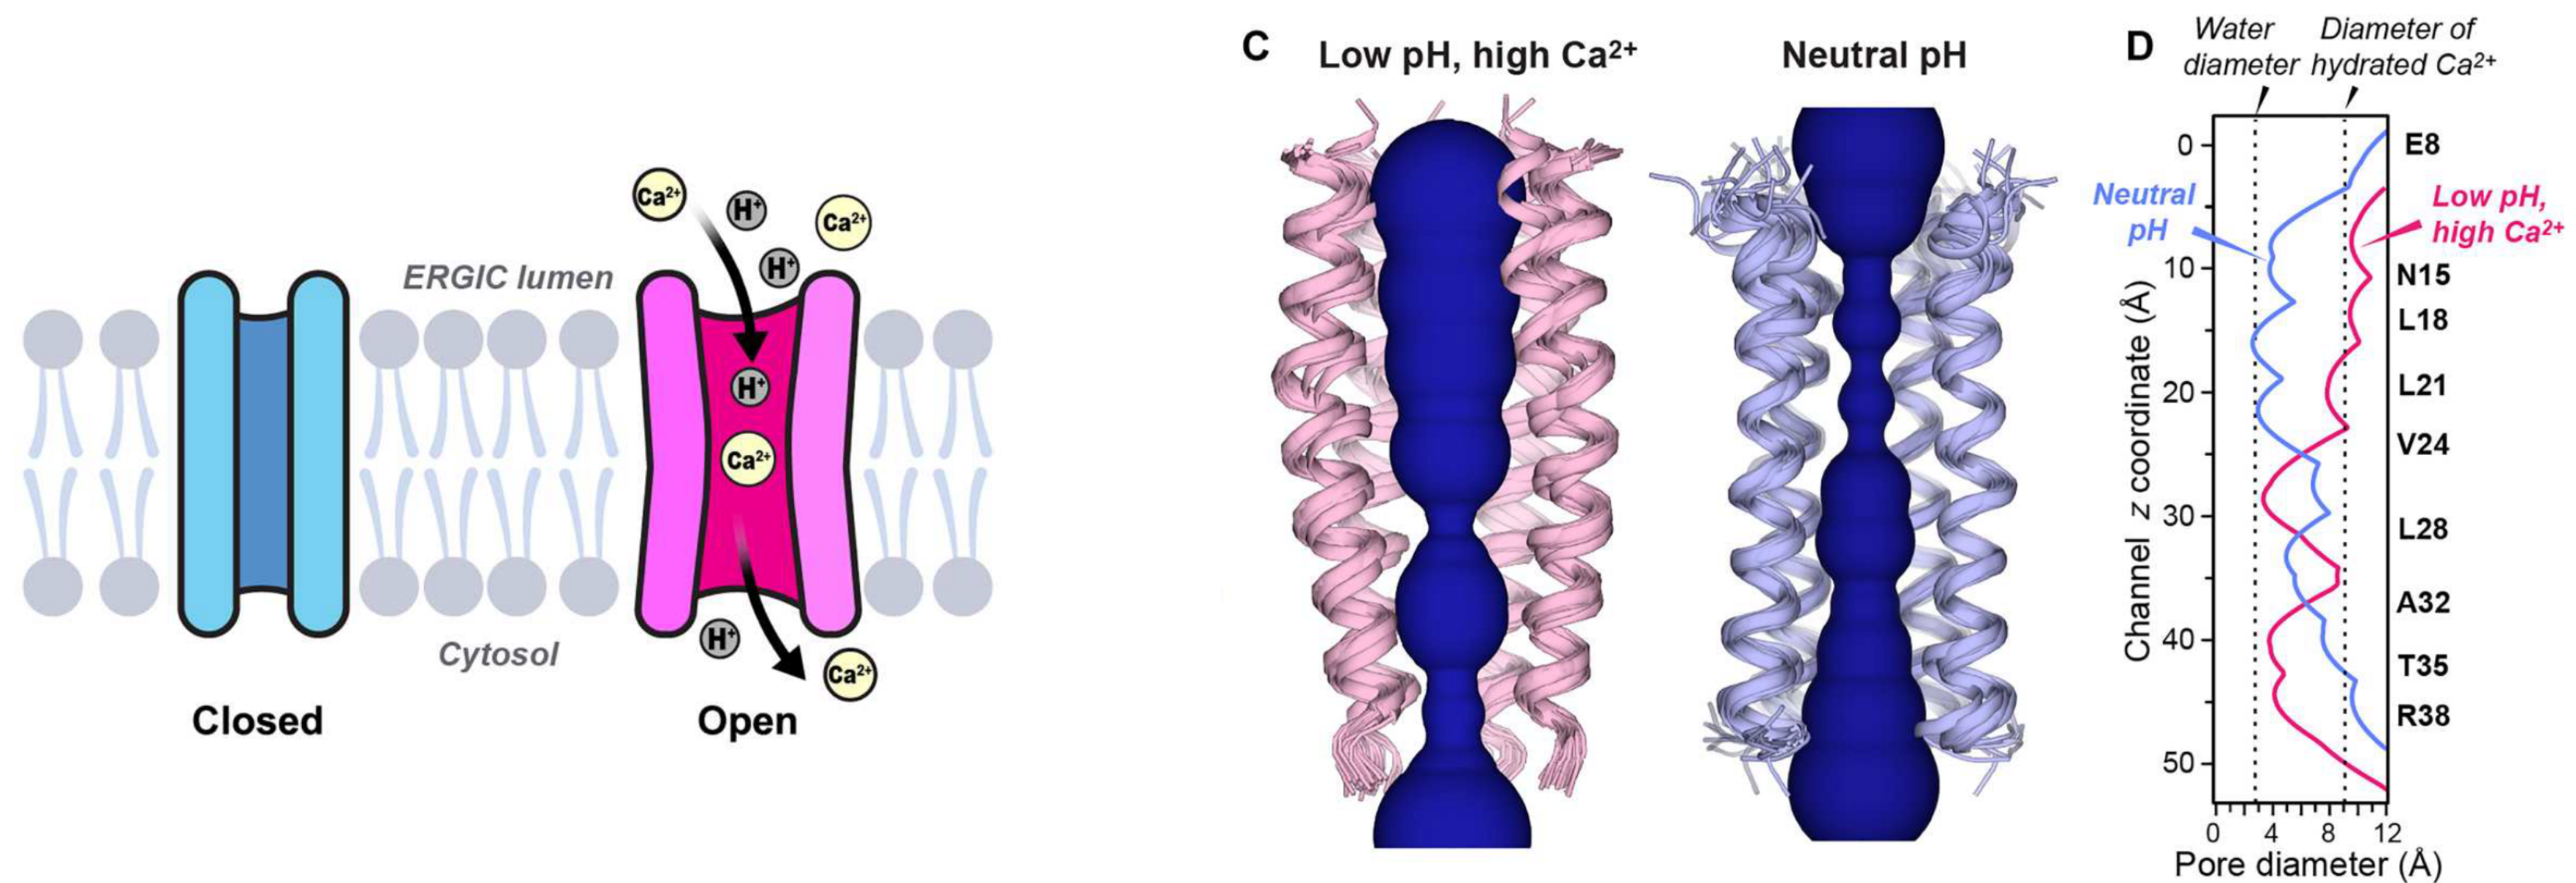 Ca²⁺
H⁺
Ca²⁺
H⁺
ERGIC lumen
H⁺
Ca²⁺
H⁺
Cytosol
Ca²⁺
Closed
Open
C
Low pH, high Ca²⁺
Neutral pH
D
Water
diameter
Diameter of
hydrated Ca²⁺
Neutral
pH
Low pH,
high Ca²⁺
Channel z coordinate (Å)
0
10
20
30
40
50
E8
N15
L18
L21
V24
L28
A32
T35
R38
0
4
8
12
Pore diameter (Å)